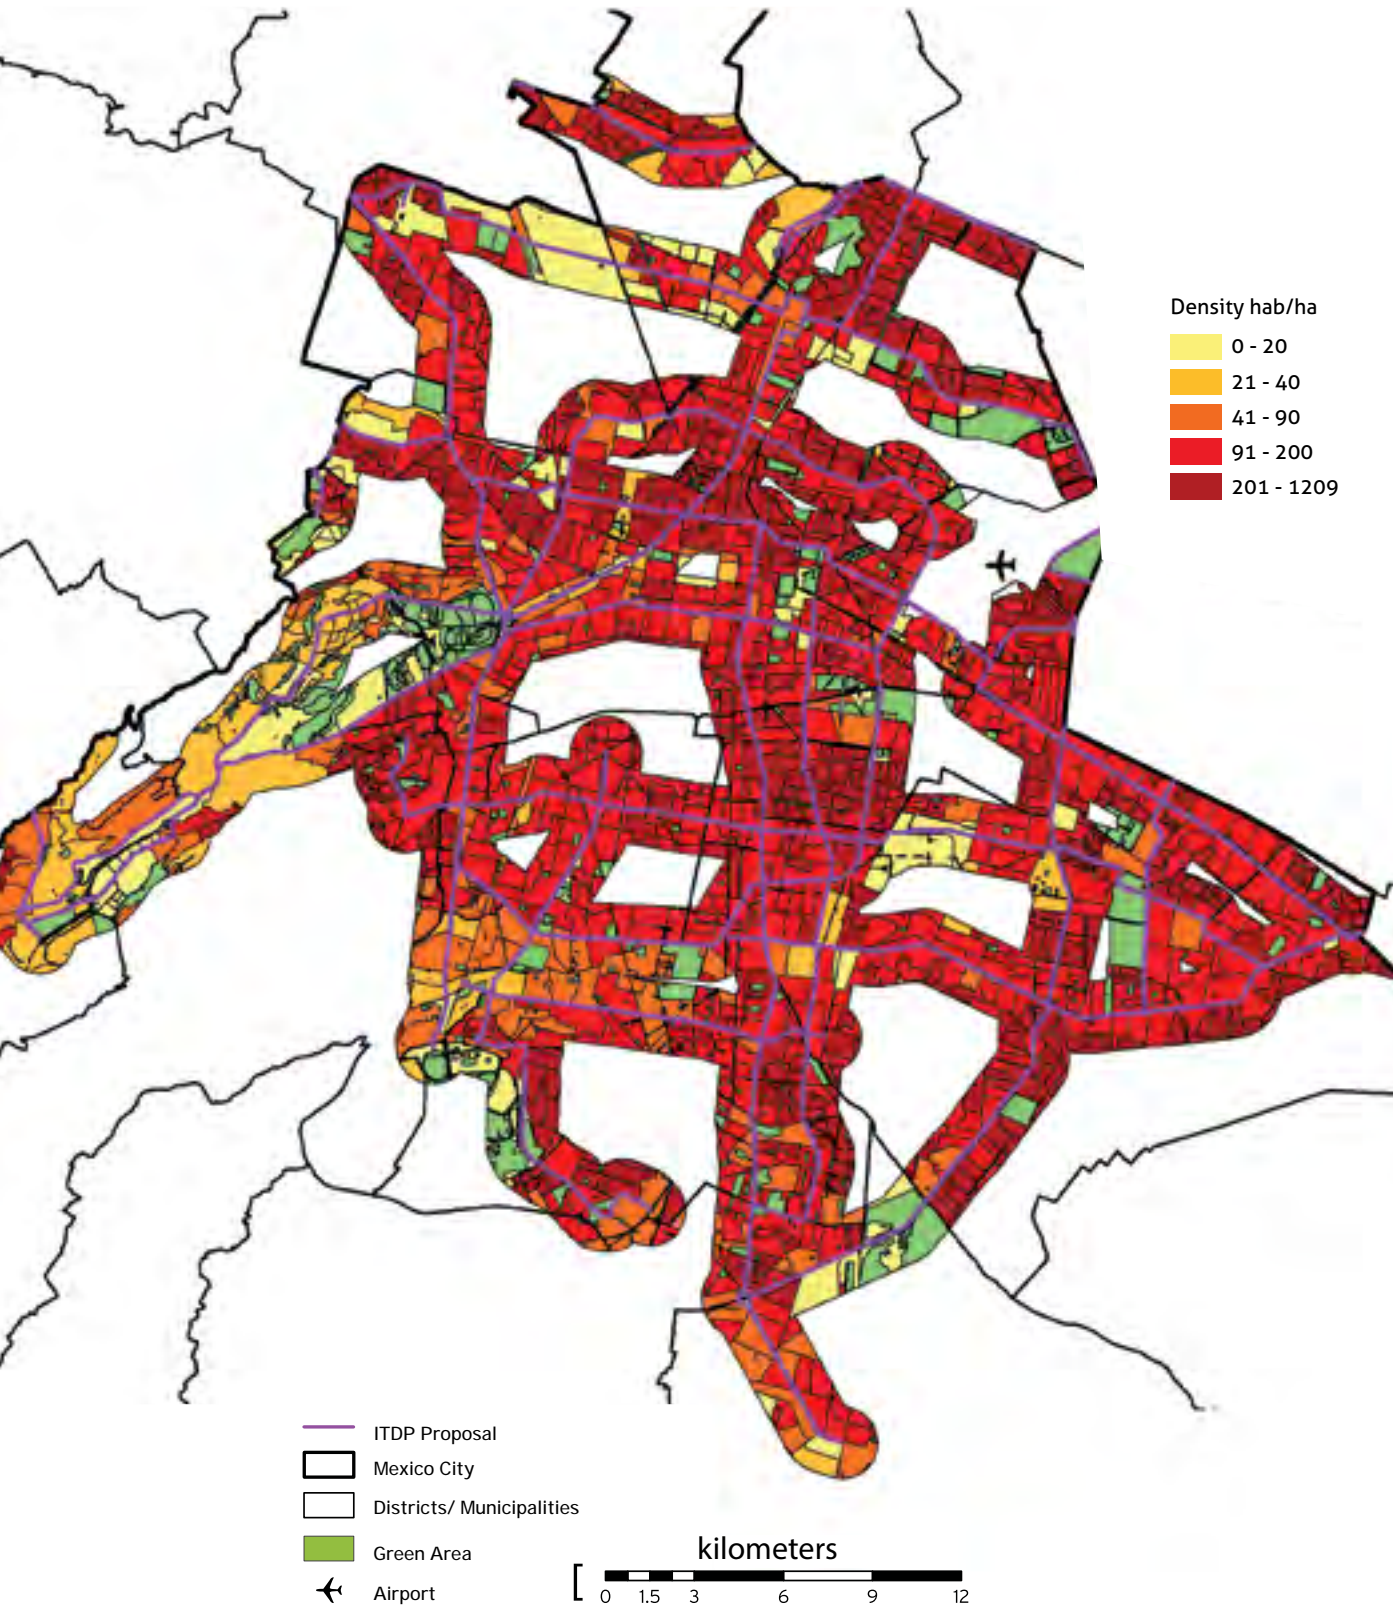 Density hab/ha
0 - 20
21 - 40
41 - 90
91 - 200
201 - 1209
ITDP Proposal
Mexico City
Districts/ Municipalities
Green Area
Airport
kilometers
0 1.5 3 6 9 12